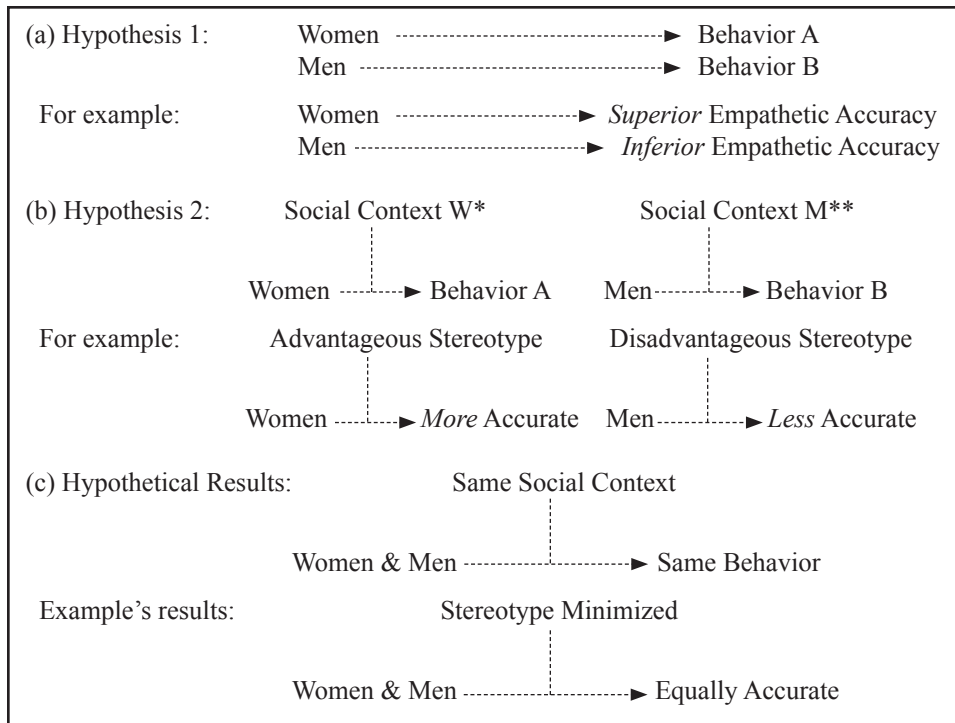 (a) Hypothesis 1: Women Behavior A
Men Behavior B
For example: Women Superior Empathetic Accuracy
Men Inferior Empathetic Accuracy
(b) Hypothesis 2: Social Context W* Social Context M**
Women Behavior A Men Behavior B
For example: Advantageous Stereotype Disadvantageous Stereotype
Women More Accurate Men Less Accurate
(c) Hypothetical Results: Same Social Context
Women & Men Same Behavior
Example’s results: Stereotype Minimized
Women & Men Equally Accurate